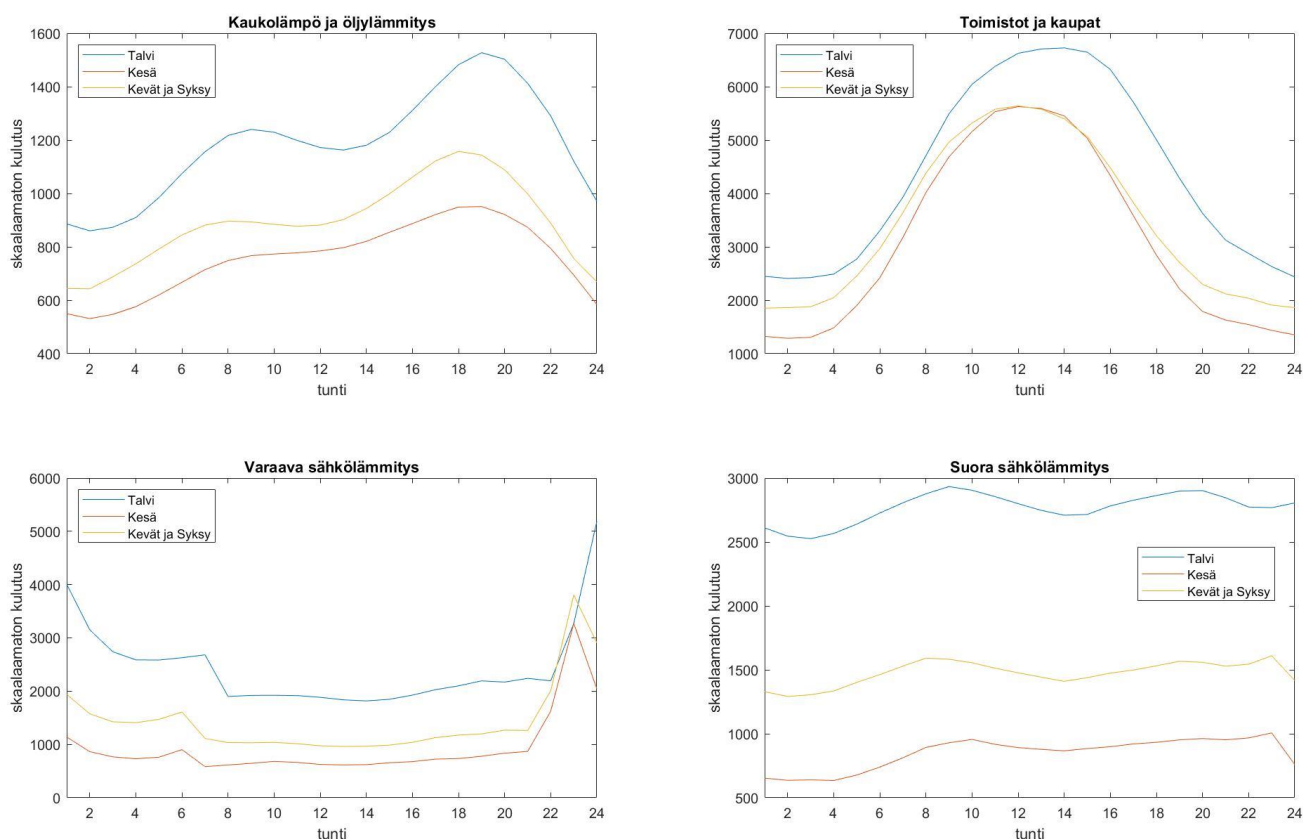 Kaukolämpö ja öljylämmitys
1600
1400
1200
1000
800
600
400
skaalaamaton kulutus
Talvi
Kesä
Kevät ja Syksy
2 4 6 8 10 12 14 16 18 20 22 24
tunti
Toimistot ja kaupat
7000
6000
5000
4000
3000
2000
1000
skaalaamaton kulutus
Talvi
Kesä
Kevät ja Syksy
2 4 6 8 10 12 14 16 18 20 22 24
tunti
Varaava sähkölämmitys
6000
5000
4000
3000
2000
1000
0
skaalaamaton kulutus
Talvi
Kesä
Kevät ja Syksy
2 4 6 8 10 12 14 16 18 20 22 24
tunti
Suora sähkölämmitys
3000
2500
2000
1500
1000
500
skaalaamaton kulutus
Talvi
Kesä
Kevät ja Syksy
2 4 6 8 10 12 14 16 18 20 22 24
tunti